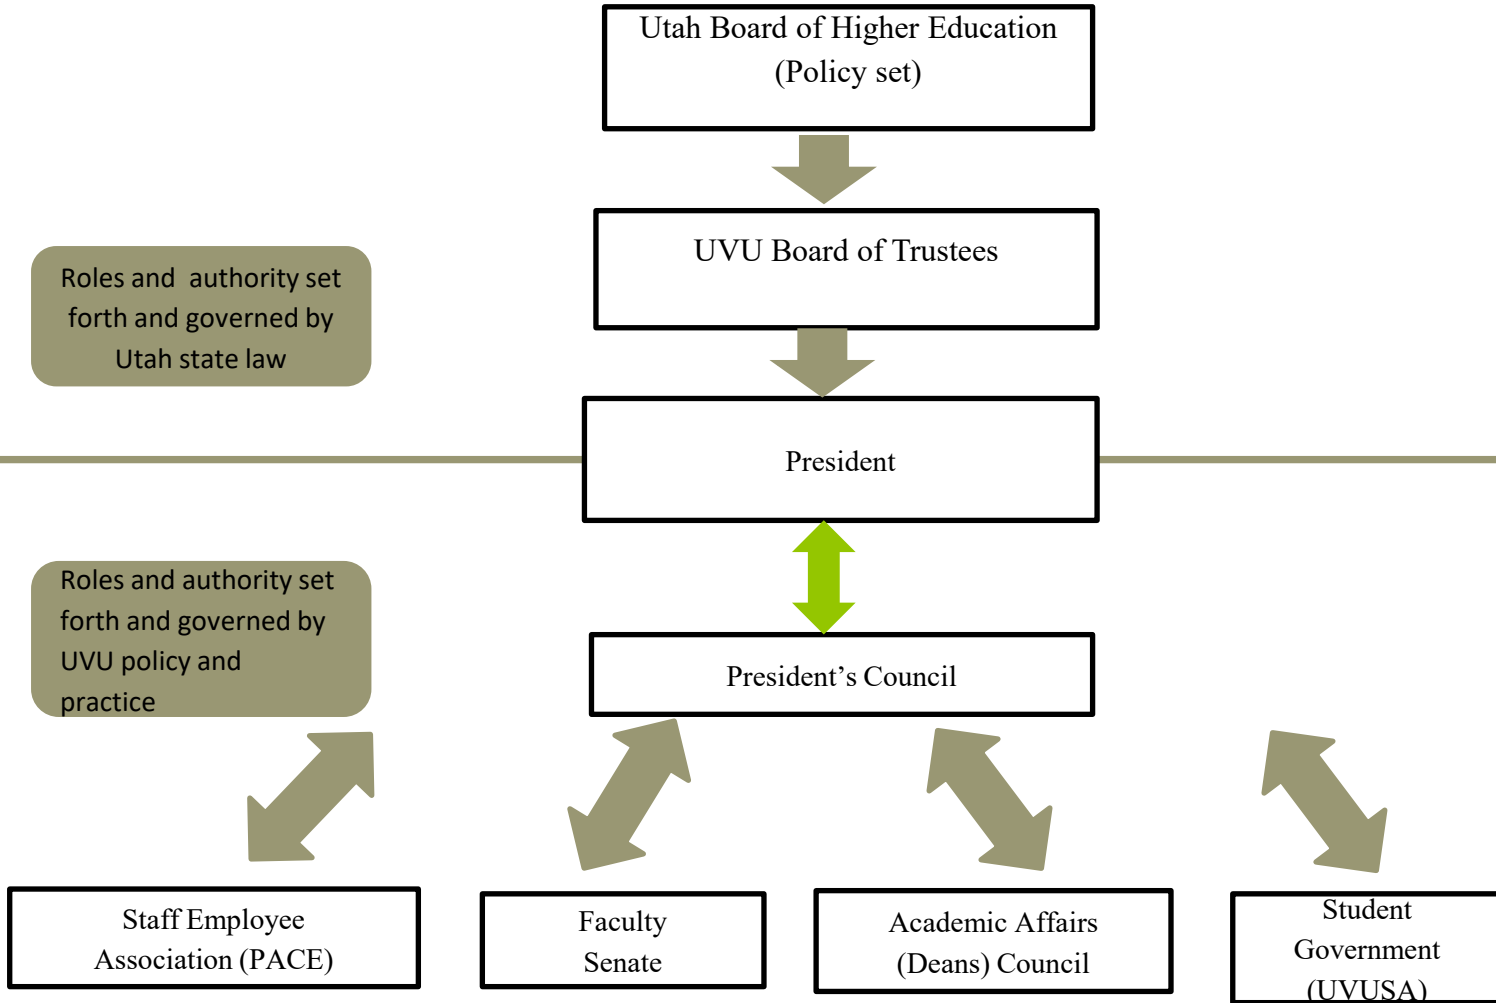 Utah Board of Higher Education
(Policy set)
UVU Board of Trustees
Roles and authority set
forth and governed by
Utah state law
President
Roles and authority set
forth and governed by
UVU policy and
practice
President’s Council
Staff Employee
Association (PACE)
Faculty
Senate
Academic Affairs
(Deans) Council
Student
Government
(UVUSA)